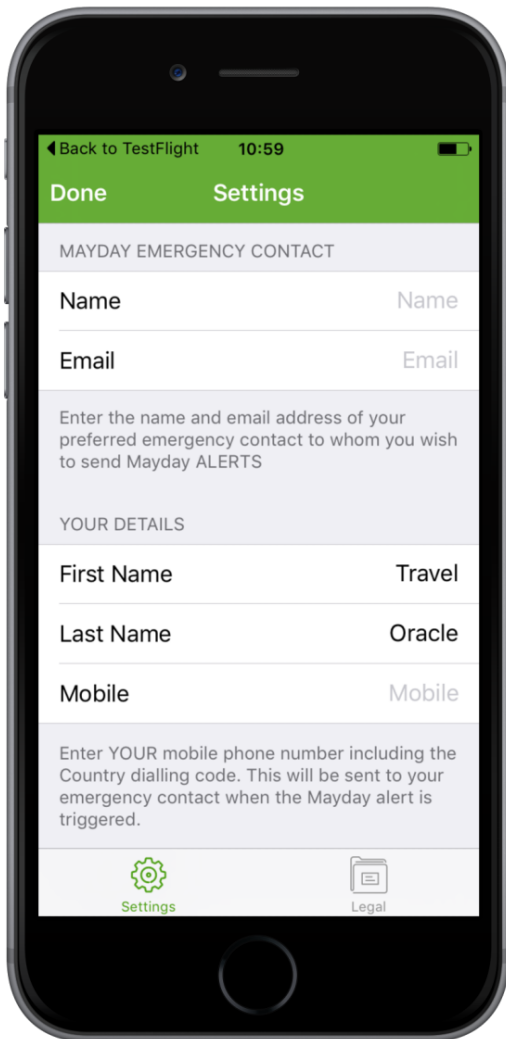 Back to TestFlight 10:59
Done Settings
MAYDAY EMERGENCY CONTACT
Name Name
Email Email
Enter the name and email address of your
preferred emergency contact to whom you wish
to send Mayday ALERTS
YOUR DETAILS
First Name Travel
Last Name Oracle
Mobile Mobile
Enter YOUR mobile phone number including the
Country dialling code. This will be sent to your
emergency contact when the Mayday alert is
triggered.
Settings Legal